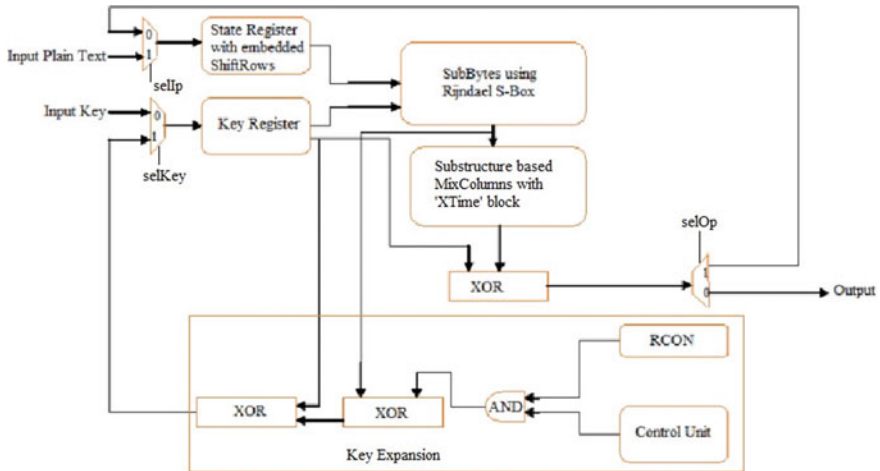 0
State Register
with embedded
ShiftRows
Input Plain Text
1
selIp
SubBytes using
Rijndael S-Box
Input Key
0
Key Register
1
selKey
Substructure based
MixColumns with
'XTime' block
selOp
1
XOR
0
Output
RCON
XOR
XOR
AND
Control Unit
Key Expansion